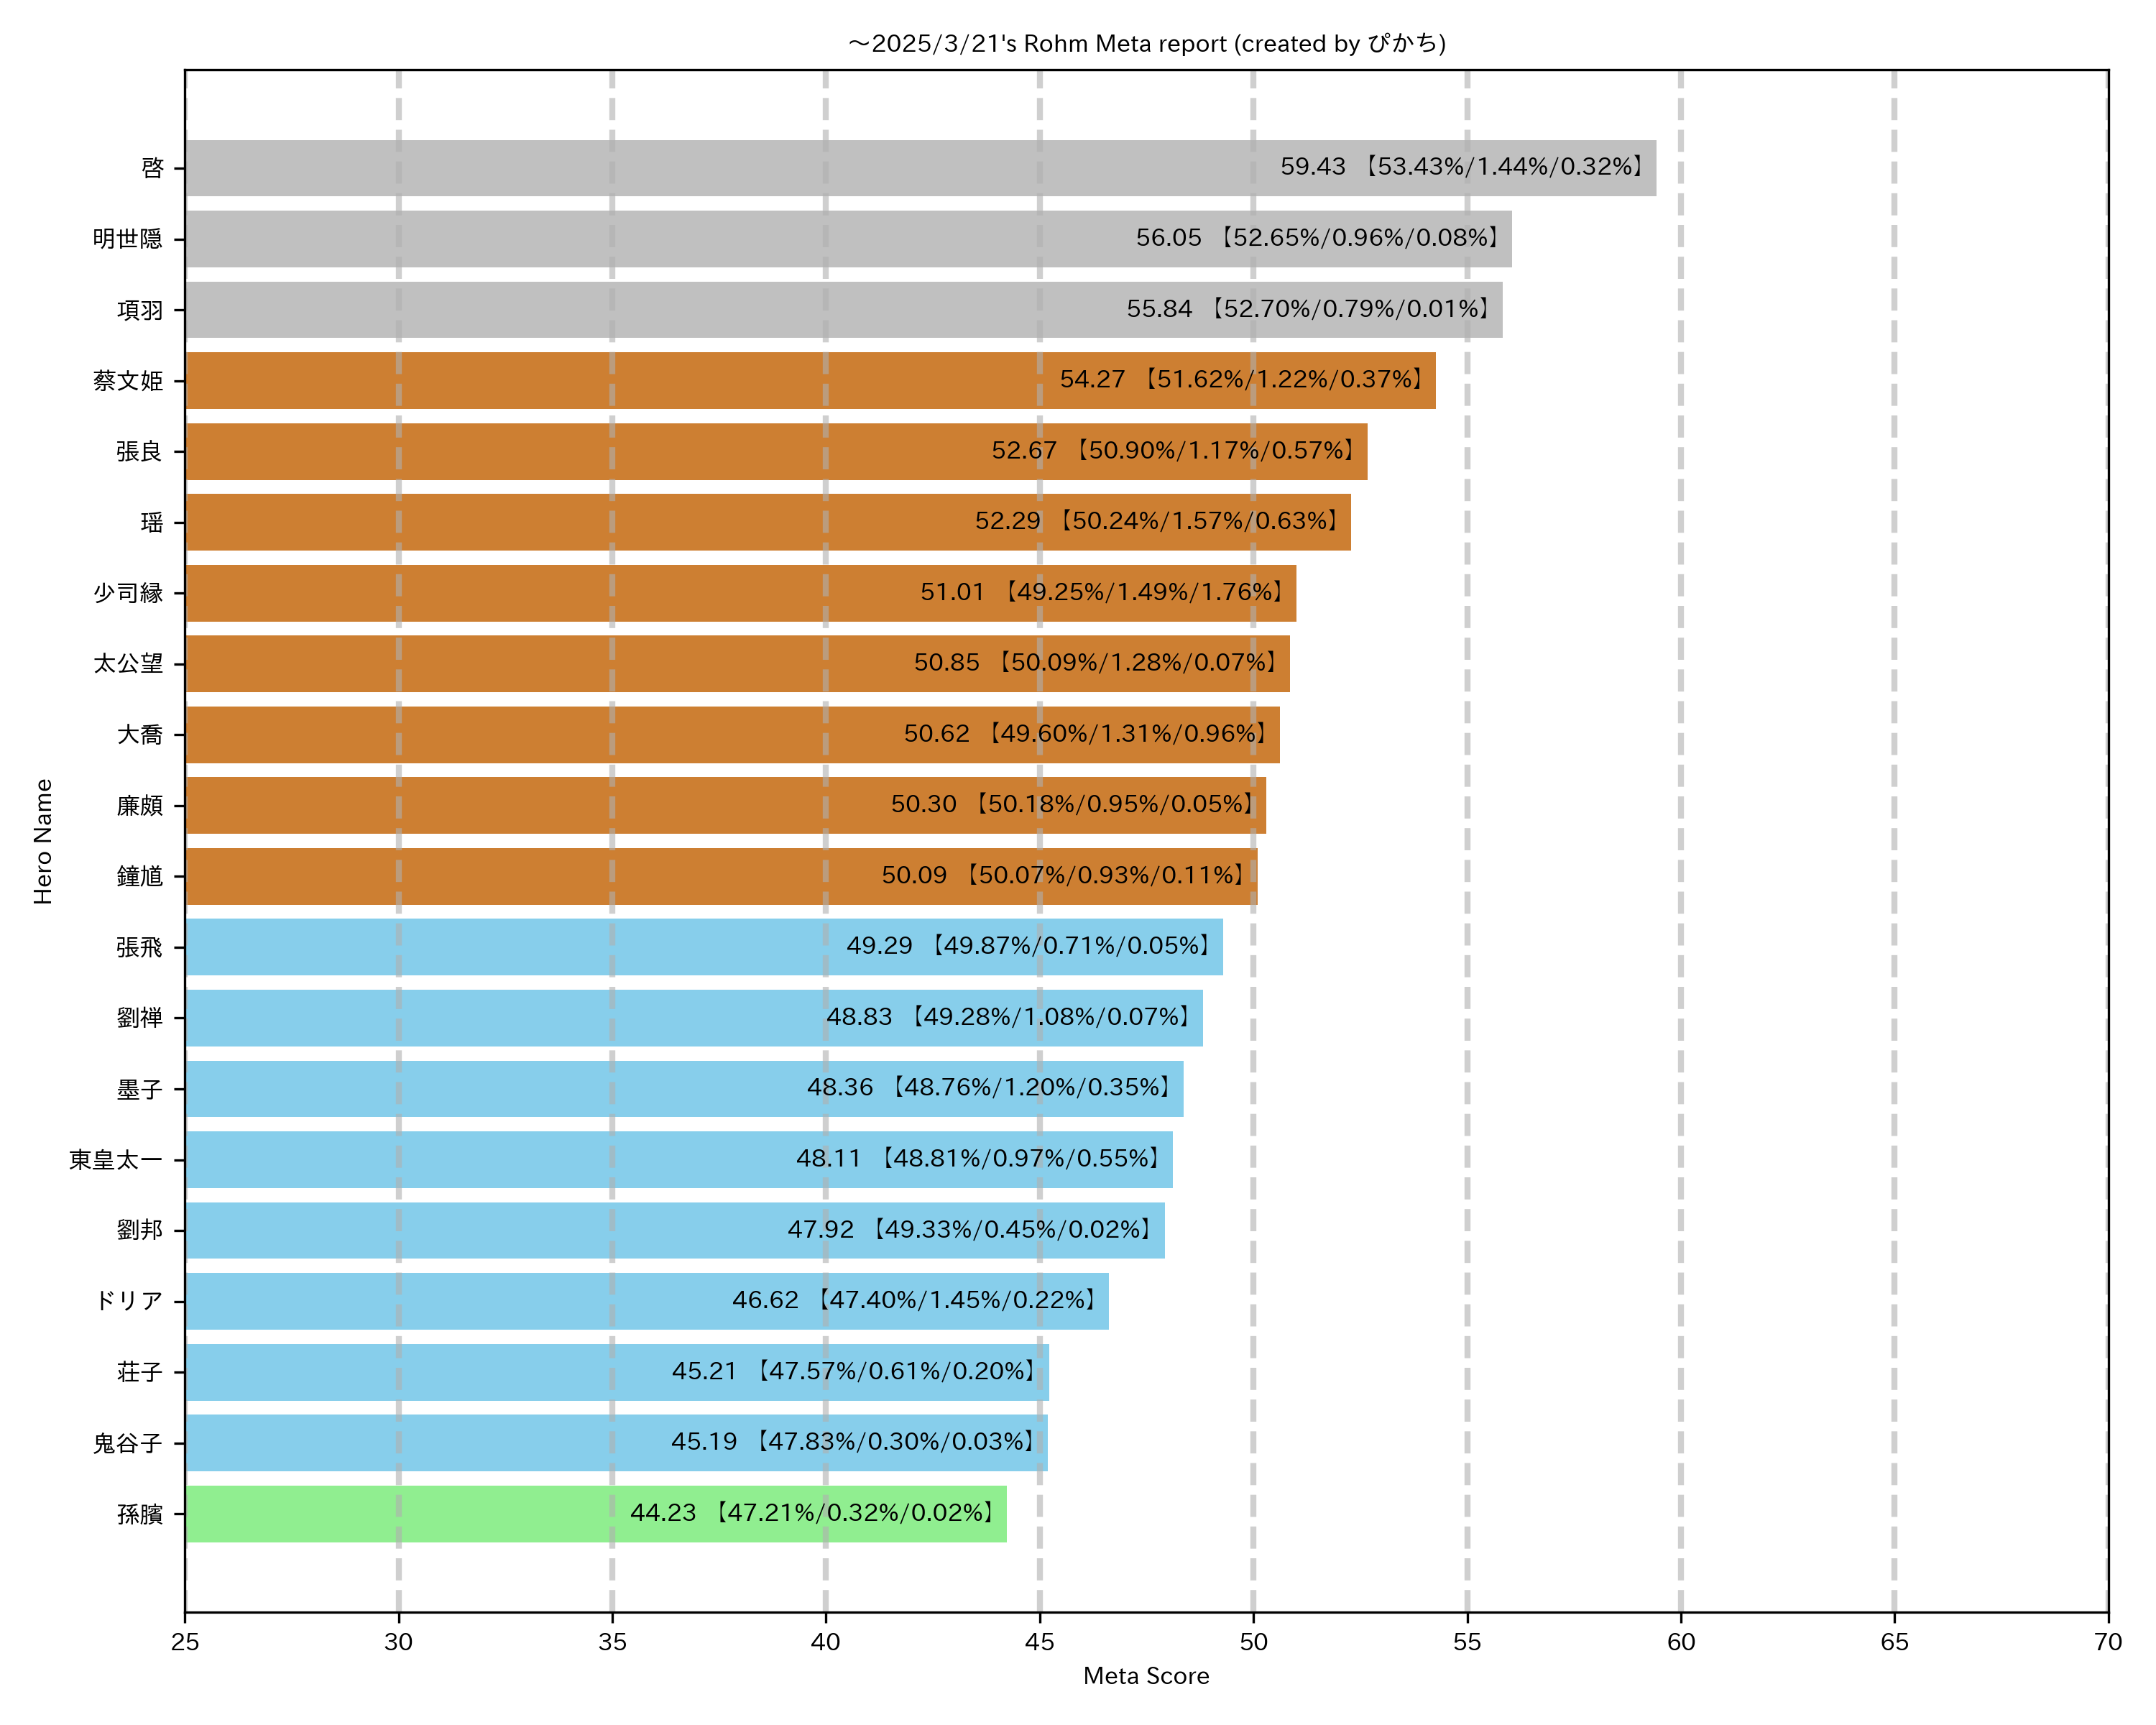 ～2025/3/21's Rohm Meta report (created by ぴかち)
Hero Name
啓 59.43 【53.43%/1.44%/0.32%】
明世隠 56.05 【52.65%/0.96%/0.08%】
項羽 55.84 【52.70%/0.79%/0.01%】
蔡文姫 54.27 【51.62%/1.22%/0.37%】
張良 52.67 【50.90%/1.17%/0.57%】
瑶 52.29 【50.24%/1.57%/0.63%】
少司縁 51.01 【49.25%/1.49%/1.76%】
太公望 50.85 【50.09%/1.28%/0.07%】
大喬 50.62 【49.60%/1.31%/0.96%】
廉頗 50.30 【50.18%/0.95%/0.05%】
鐘馗 50.09 【50.07%/0.93%/0.11%】
張飛 49.29 【49.87%/0.71%/0.05%】
劉禅 48.83 【49.28%/1.08%/0.07%】
墨子 48.36 【48.76%/1.20%/0.35%】
東皇太一 48.11 【48.81%/0.97%/0.55%】
劉邦 47.92 【49.33%/0.45%/0.02%】
ドリア 46.62 【47.40%/1.45%/0.22%】
荘子 45.21 【47.57%/0.61%/0.20%】
鬼谷子 45.19 【47.83%/0.30%/0.03%】
孫臏 44.23 【47.21%/0.32%/0.02%】
25 30 35 40 45 50 55 60 65 70
Meta Score